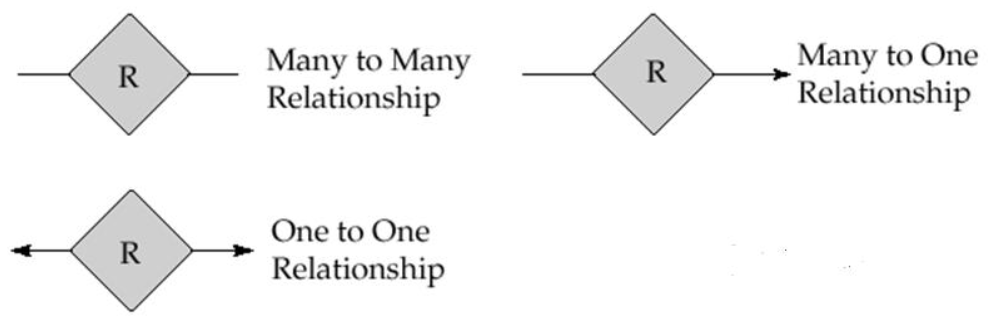 R
Many to Many
Relationship
R
Many to One
Relationship
R
One to One
Relationship